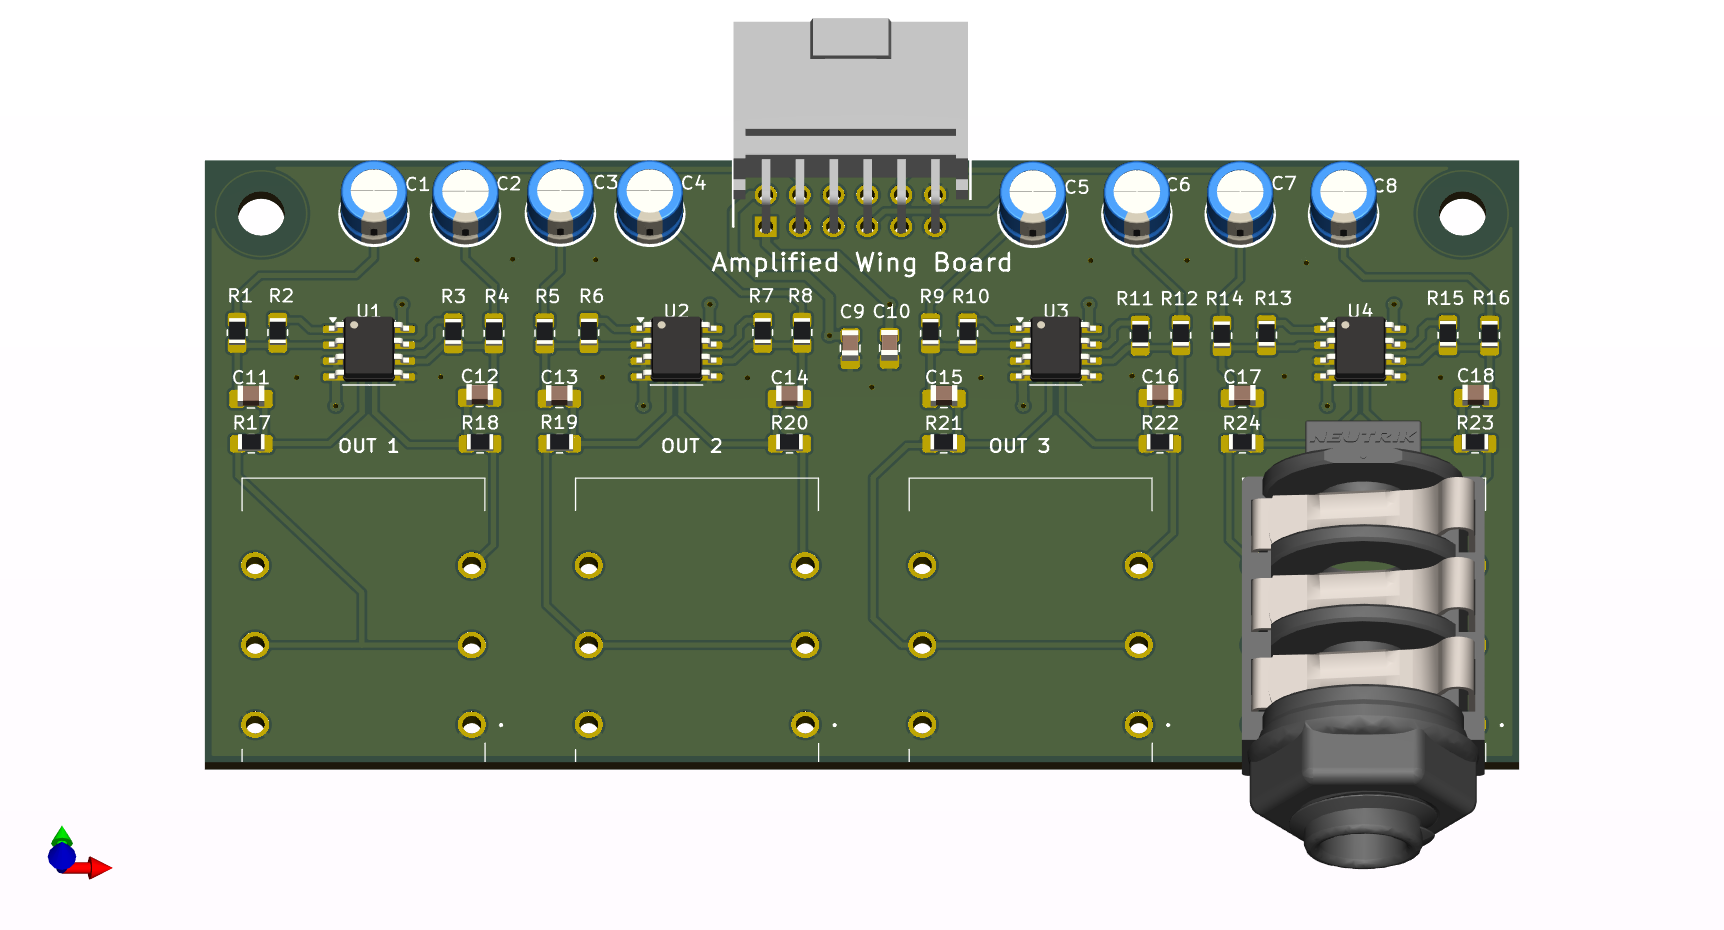 C1 C2 C3 C4 C5 C6 C7 C8
Amplified Wing Board
R1 R2 U1 R3 R4 R5 R6 U2 R7 R8 C9 C10 R9 R10 U3 R11 R12 R14 R13 U4 R15 R16
C11 C12 C13 C14 C15 C16 C17 C18
R17 R18 R19 R20 R21 R22 R24 R23
OUT 1 OUT 2 OUT 3
NEUTRIK